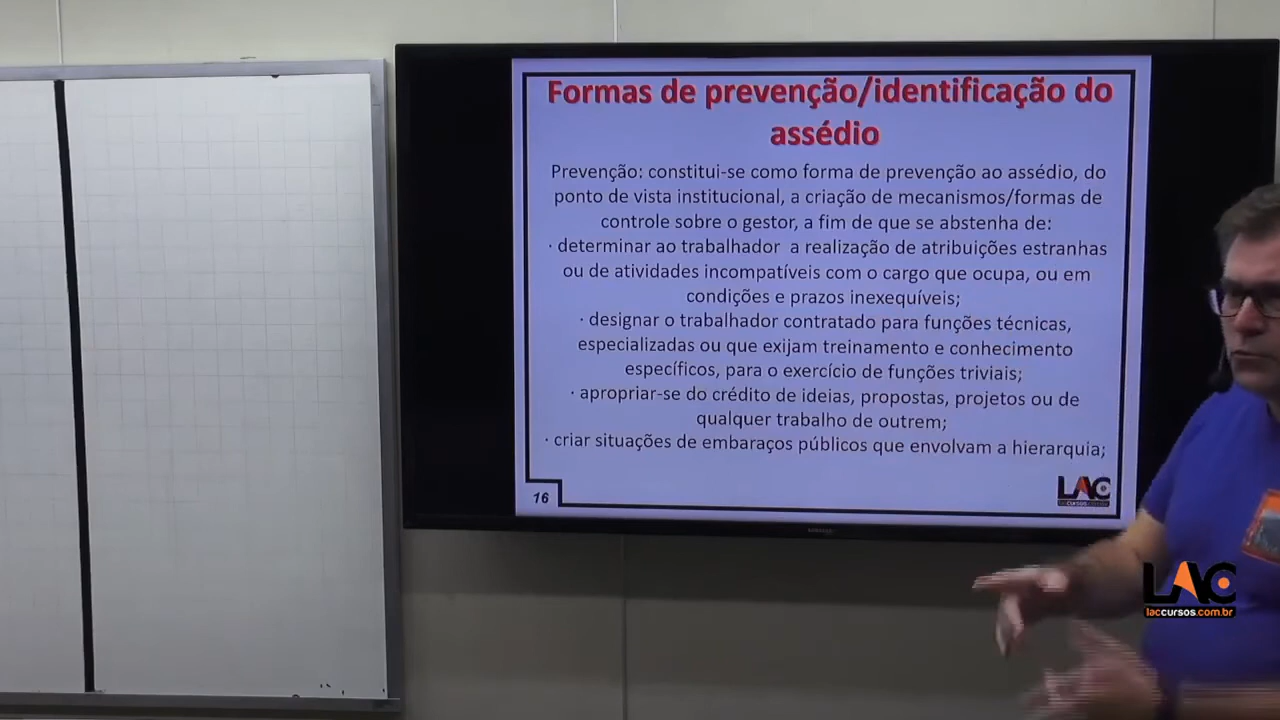 Formas de prevenção/identificação do
assédio
Prevenção: constitui-se como forma de prevenção ao assédio, do
ponto de vista institucional, a criação de mecanismos/formas de
controle sobre o gestor, a fim de que se abstenha de:
· determinar ao trabalhador a realização de atribuições estranhas
ou de atividades incompatíveis com o cargo que ocupa, ou em
condições e prazos inexequíveis;
· designar o trabalhador contratado para funções técnicas,
especializadas ou que exijam treinamento e conhecimento
específicos, para o exercício de funções triviais;
· apropriar-se do crédito de ideias, propostas, projetos ou de
qualquer trabalho de outrem;
· criar situações de embaraços públicos que envolvam a hierarquia;
16
LAC
laccursos.com.br
SAMSUNG
LAC
laccursos.com.br